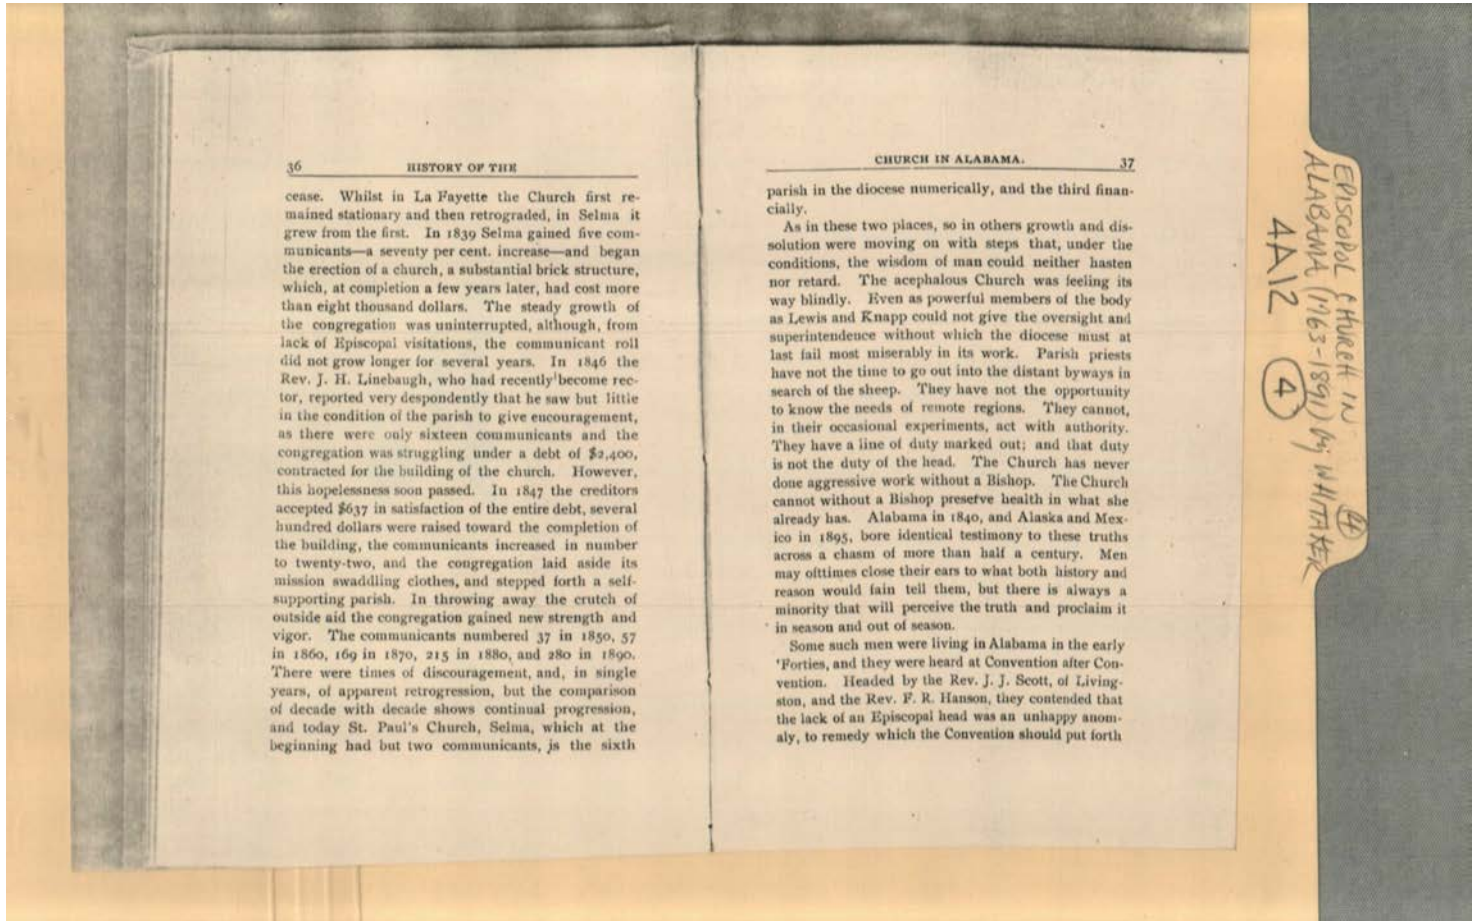 36 HISTORY OF THE
cease. Whilst in La Fayette the Church first re-
mained stationary and then retrograded, in Selma it
grew from the first. In 1839 Selma gained five com-
municants—a seventy per cent. increase—and began
the erection of a church, a substantial brick structure,
which, at completion a few years later, had cost more
than eight thousand dollars. The steady growth of
the congregation was uninterrupted, although, from
lack of Episcopal visitations, the communicant roll
did not grow longer for several years. In 1846 the
Rev. J. H. Linebaugh, who had recently become rec-
tor, reported very despondently that he saw but little
in the condition of the parish to give encouragement,
as there were only sixteen communicants and the
congregation was struggling under a debt of $2,400,
contracted for the building of the church. However,
this hopelessness soon passed. In 1847 the creditors
accepted $637 in satisfaction of the entire debt, several
hundred dollars were raised toward the completion of
the building, the communicants increased in number
to twenty-two, and the congregation laid aside its
mission swaddling clothes, and stepped forth a self-
supporting parish. In throwing away the crutch of
outside aid the congregation gained new strength and
vigor. The communicants numbered 37 in 1850, 57
in 1860, 169 in 1870, 215 in 1880, and 280 in 1890.
There were times of discouragement, and, in single
years, of apparent retrogression, but the comparison
of decade with decade shows continual progression,
and today St. Paul's Church, Selma, which at the
beginning had but two communicants, is the sixth
CHURCH IN ALABAMA. 37
parish in the diocese numerically, and the third finan-
cially.
As in these two places, so in others growth and dis-
solution were moving on with steps that, under the
conditions, the wisdom of man could neither hasten
nor retard. The acephalous Church was feeling its
way blindly. Even as powerful members of the body
as Lewis and Knapp could not give the oversight and
superintendence without which the diocese must at
last fail most miserably in its work. Parish priests
have not the time to go out into the distant byways in
search of the sheep. They have not the opportunity
to know the needs of remote regions. They cannot,
in their occasional experiments, act with authority.
They have a line of duty marked out; and that duty
is not the duty of the head. The Church has never
done aggressive work without a Bishop. The Church
cannot without a Bishop preserve health in what she
already has. Alabama in 1840, and Alaska and Mex-
ico in 1895, bore identical testimony to these truths
across a chasm of more than half a century. Men
may ofttimes close their ears to what both history and
reason would fain tell them, but there is always a
minority that will perceive the truth and proclaim it
in season and out of season.
Some such men were living in Alabama in the early
'Forties, and they were heard at Convention after Con-
vention. Headed by the Rev. J. J. Scott, of Living-
ston, and the Rev. F. R. Hanson, they contended that
the lack of an Episcopal head was an unhappy anom-
aly, to remedy which the Convention should put forth
EPISCOPOL CHURCH IN (4)
ALABAMA (1763-1891) by WHITAKER
4A12 (4)